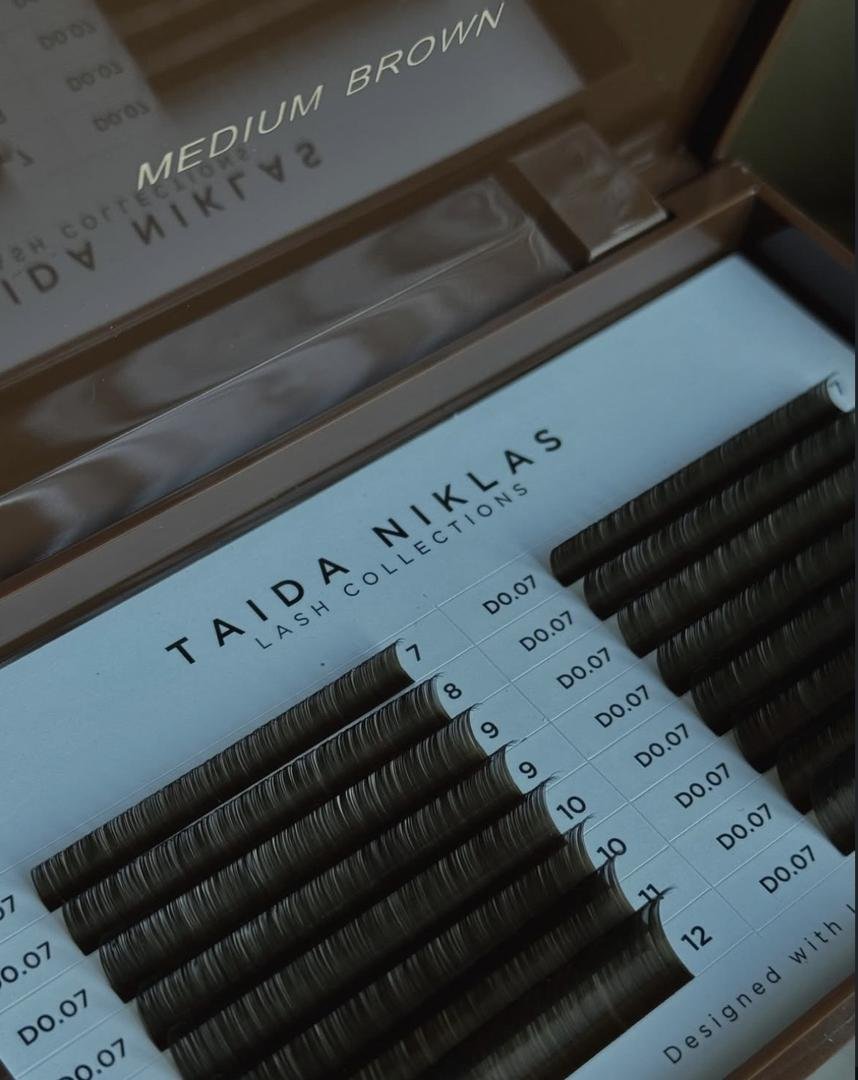 MEDIUM BROWN
TAIDA NIKLAS
LASH COLLECTIONS
7
D0.07
8
D0.07
9
D0.07
9
D0.07
10
D0.07
10
D0.07
11
D0.07
12
D0.07
7
D0.07
D0.07
Designed with